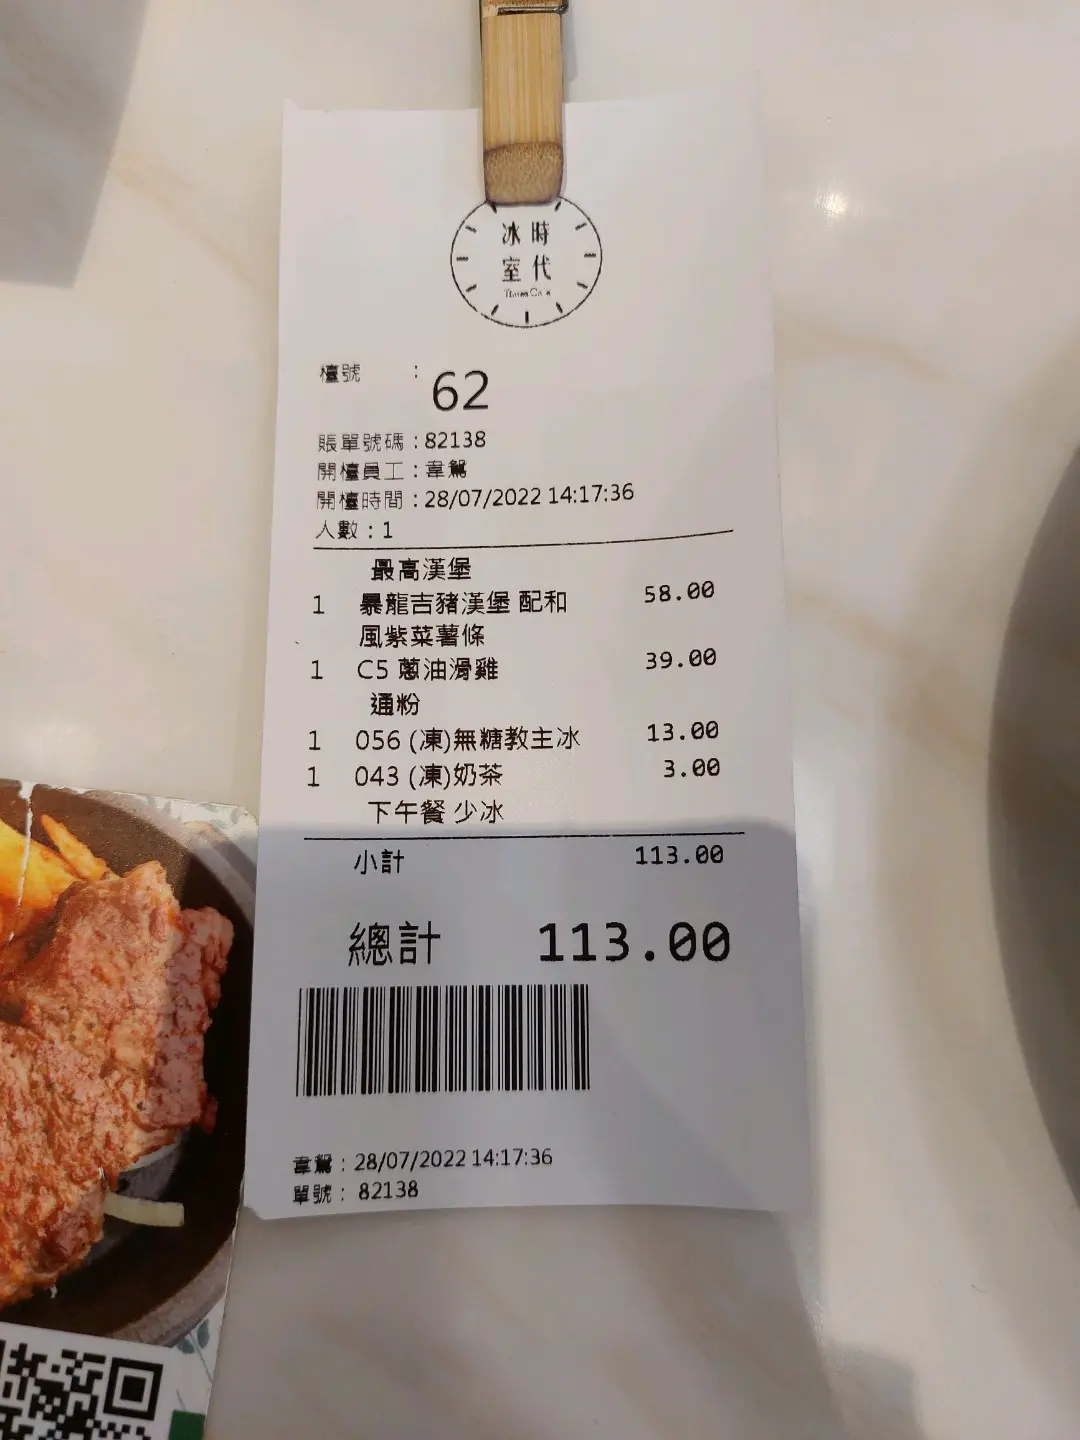 時代
冰室
Times Cafe
檯號 : 62
賬單號碼 : 82138
開檯員工 : 韋鴛
開檯時間 : 28/07/2022 14:17:36
人數 : 1
最高漢堡
1 暴龍吉豬漢堡 配和 58.00
風紫菜薯條
1 C5 蔥油滑雞 39.00
通粉
1 056 (凍)無糖教主冰 13.00
1 043 (凍)奶茶 3.00
下午餐 少冰
小計 113.00
總計 113.00
韋鴛 : 28/07/2022 14:17:36
單號 : 82138